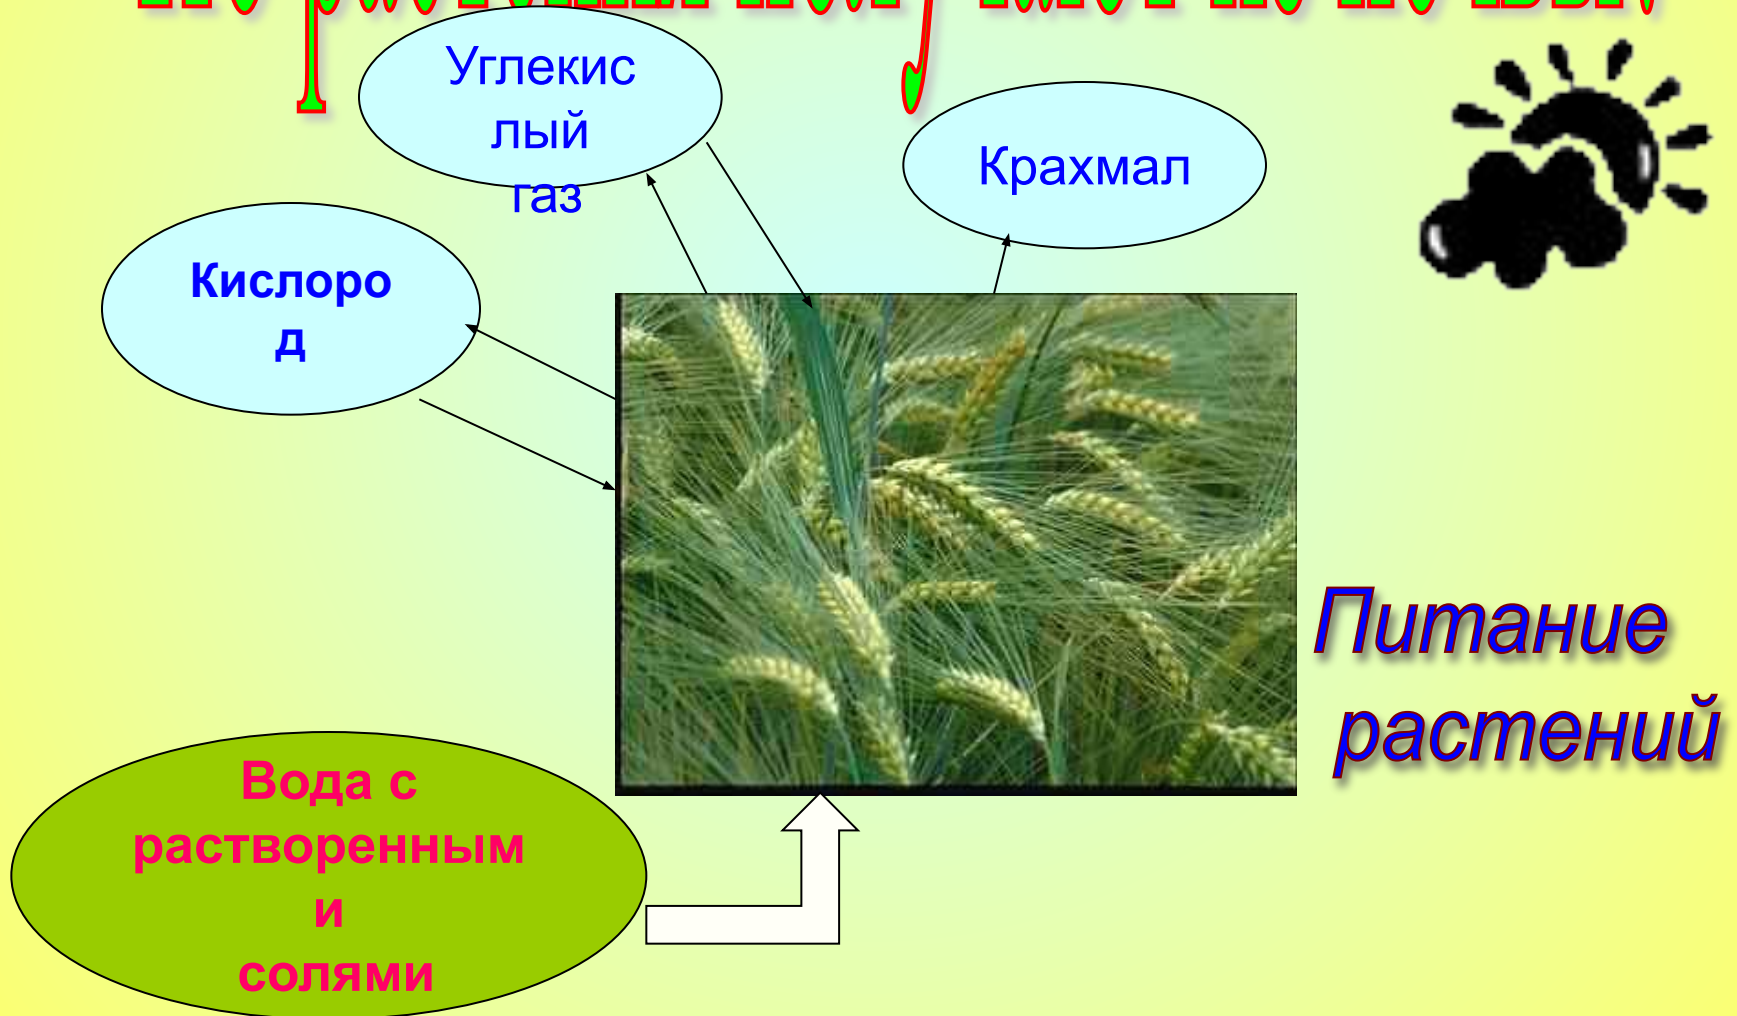 Углекис
лый
газ
Крахмал
Кислоро
д
Питание
растений
Вода с
растворенным
и
солями